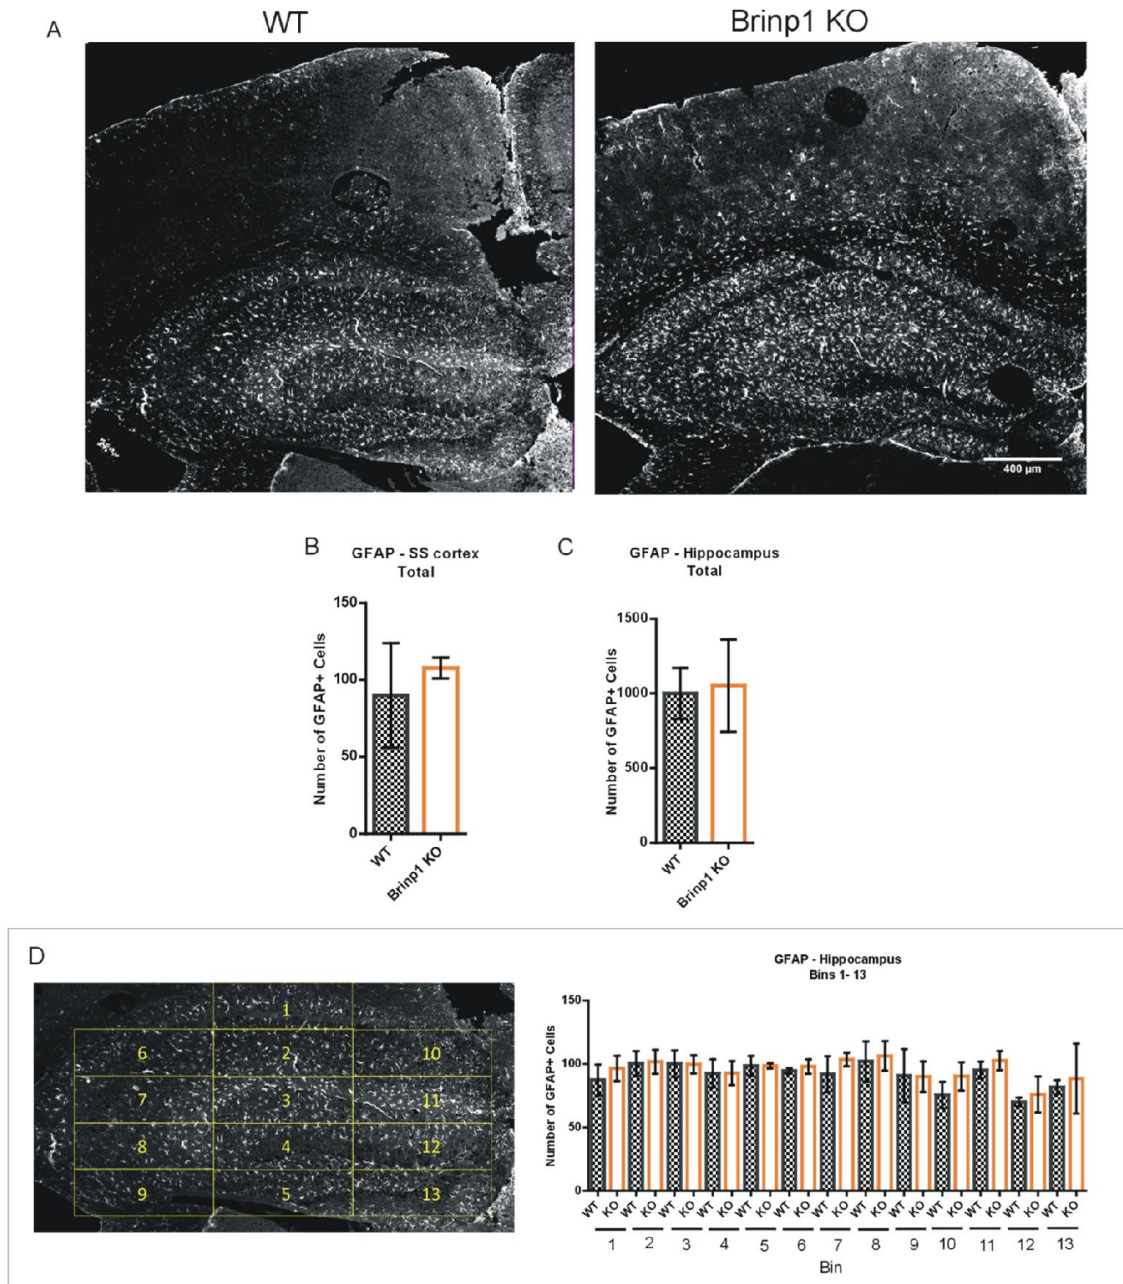 A
WT
Brinp1 KO
400 µm
B
GFAP - SS cortex
Total
Number of GFAP+ Cells
150
100
50
0
WT
Brinp1 KO
C
GFAP - Hippocampus
Total
Number of GFAP+ Cells
1500
1000
500
0
WT
Brinp1 KO
D
1
6
2
10
7
3
11
8
4
12
9
5
13
GFAP - Hippocampus
Bins 1- 13
Number of GFAP+ Cells
150
100
50
0
WT KO WT KO WT KO WT KO WT KO WT KO WT KO WT KO WT KO WT KO WT KO WT KO WT KO
1 2 3 4 5 6 7 8 9 10 11 12 13
Bin